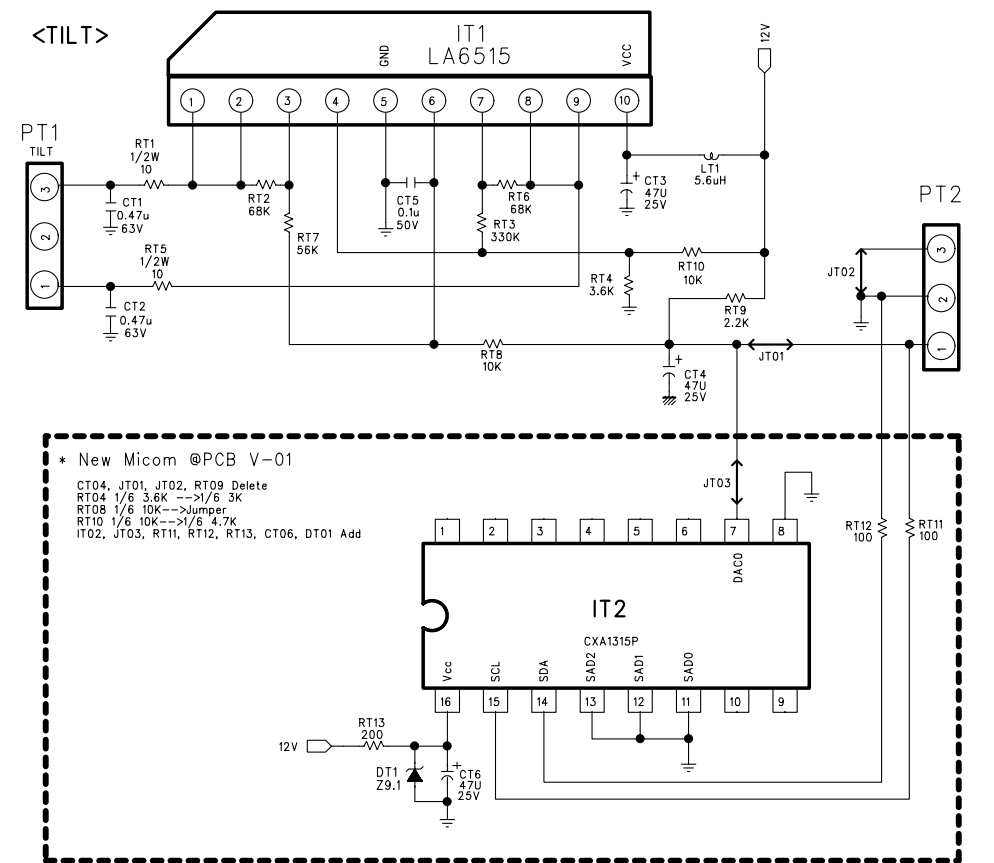 <TILT>
IT1
LA6515
GND
VCC
12V
1
2
3
4
5
6
7
8
9
10
PT1
TILT
3
2
1
RT1
1/2W
10
CT1
0.47u
63V
RT2
68K
RT7
56K
CT5
0.1u
50V
RT6
68K
RT3
330K
CT3
47U
25V
LT1
5.6uH
PT2
3
2
1
RT5
1/2W
10
CT2
0.47u
63V
RT4
3.6K
RT10
10K
RT9
2.2K
JT02
RT8
10K
CT4
47U
25V
JT01
* New Micom @PCB V-01
CT04, JT01, JT02, RT09 Delete
RT04 1/6 3.6K -->1/6 3K
RT08 1/6 10K-->Jumper
RT10 1/6 10K-->1/6 4.7K
IT02, JT03, RT11, RT12, RT13, CT06, DT01 Add
JT03
RT12
100
RT11
100
1
2
3
4
5
6
7
8
DACO
IT2
CXA1315P
Vcc
SCL
SDA
SAD2
SAD1
SAD0
16
15
14
13
12
11
10
9
12V
RT13
200
DT1
Z9.1
CT6
47U
25V